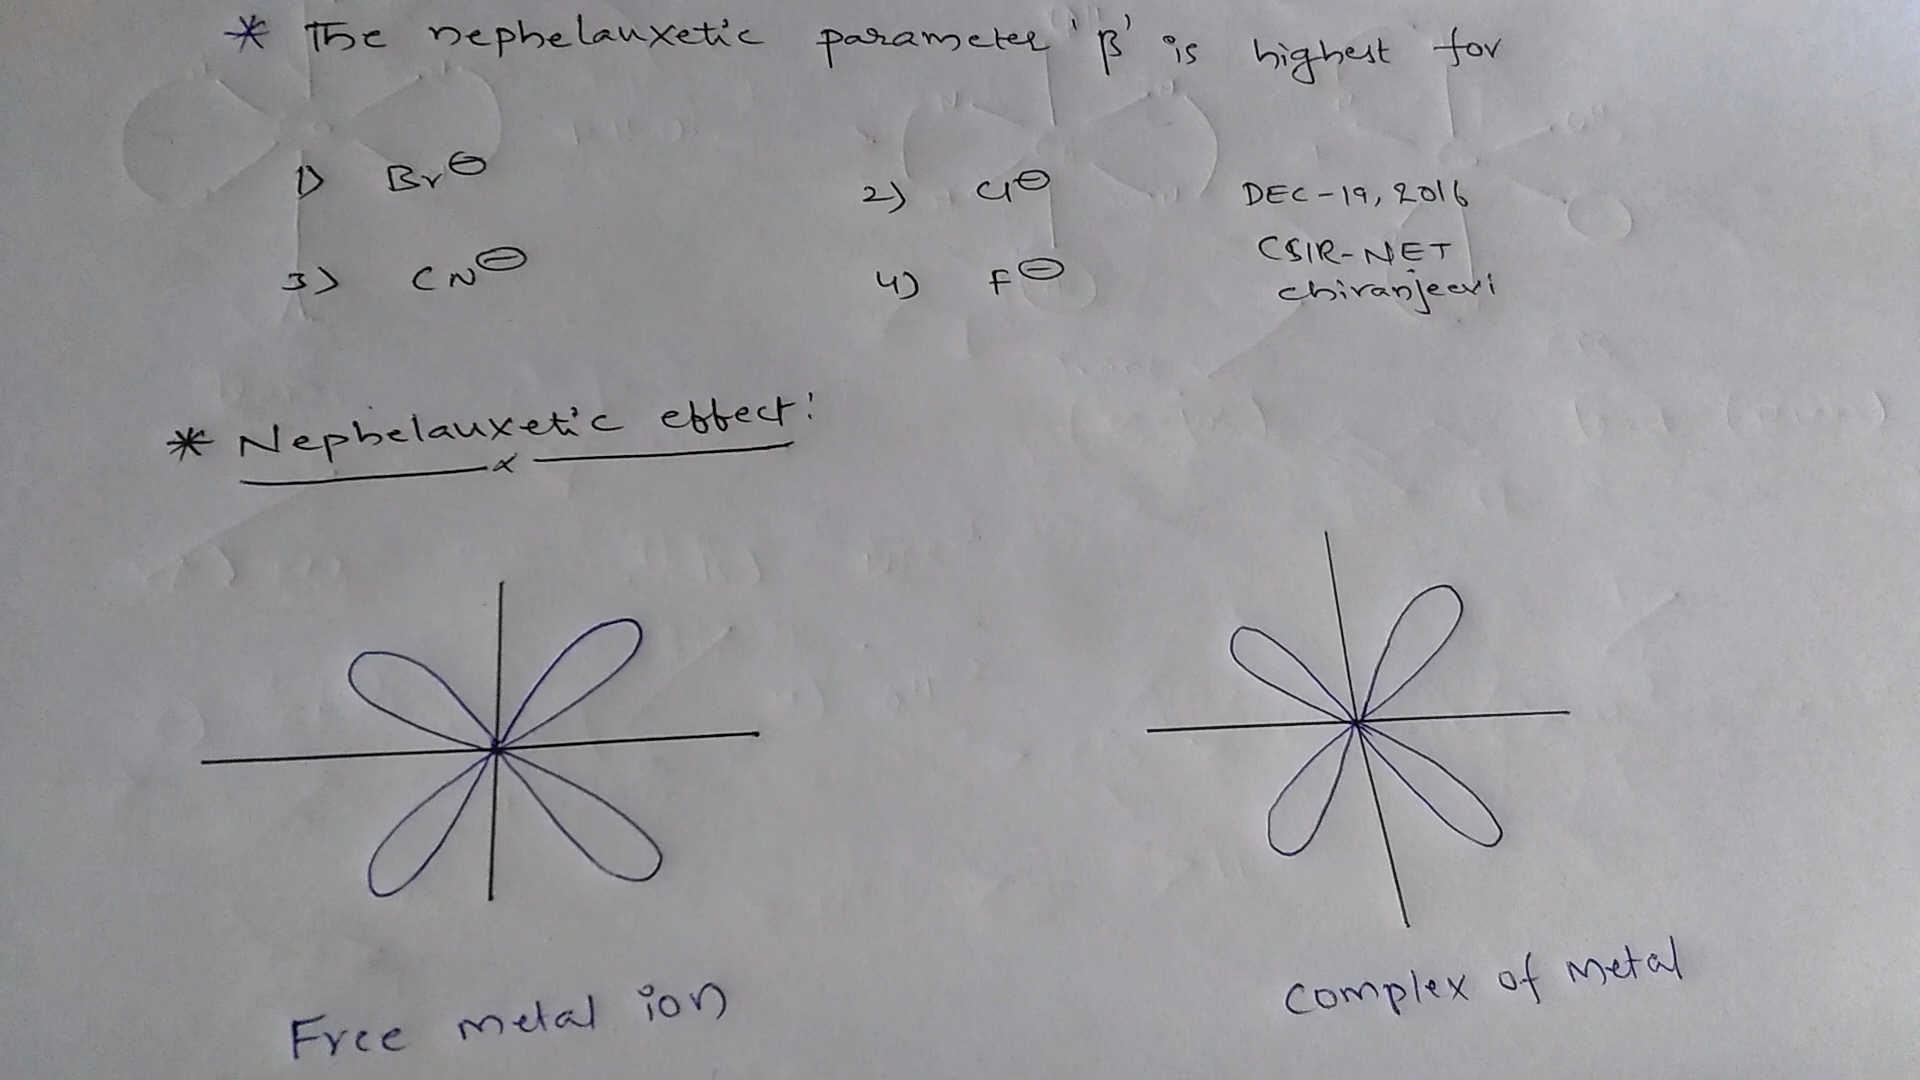 * The nephelauxetic parameter 'β' is highest for
1) Br⊖
2) Cl⊖
DEC-19, 2016
3) CN⊖
4) F⊖
CSIR-NET
chiranjeevi
* Nephelauxetic effect:
Free metal ion
Complex of metal